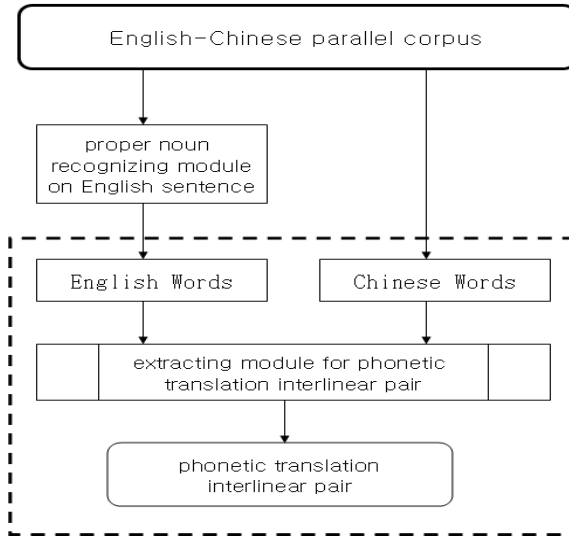 English-Chinese parallel corpus
proper noun
recognizing module
on English sentence
English Words
Chinese Words
extracting module for phonetic
translation interlinear pair
phonetic translation
interlinear pair